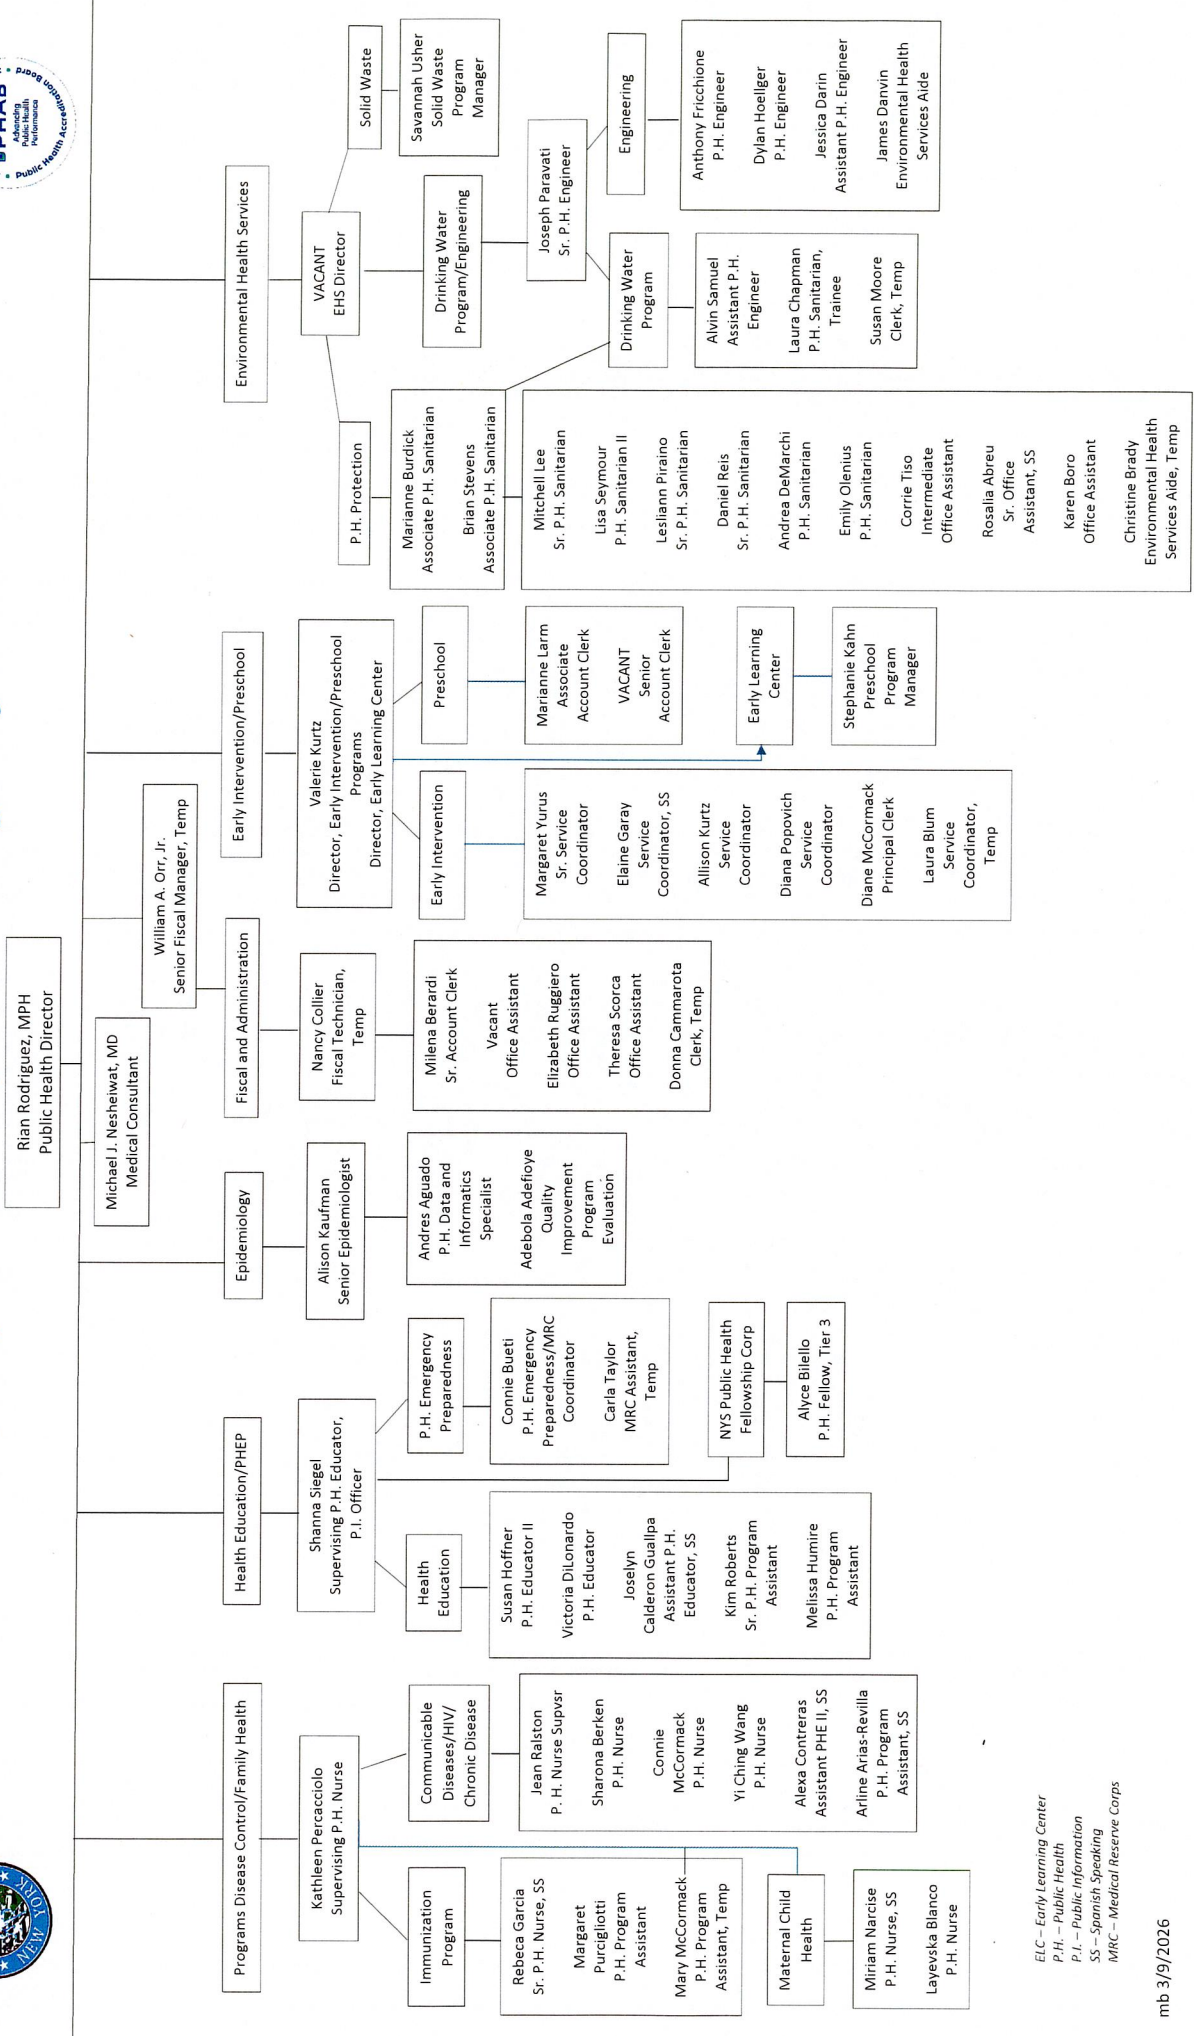 NEW YORK
PHAB
Advancing
Public Health
Performance
Public Health Accreditation Board
Rian Rodriguez, MPH
Public Health Director
Michael J. Nesheiwat, MD
Medical Consultant
William A. Orr, Jr.
Senior Fiscal Manager, Temp
Programs Disease Control/Family Health
Kathleen Percacciolo
Supervising P.H. Nurse
Immunization
Program
Rebeca Garcia
Sr. P.H. Nurse, SS
Margaret
Purcigliotti
P.H. Program
Assistant
Mary McCormack
P.H. Program
Assistant, Temp
Communicable
Diseases/HIV/
Chronic Disease
Jean Ralston
P. H. Nurse Supvsr
Sharona Berken
P.H. Nurse
Connie
McCormack
P.H. Nurse
Yi Ching Wang
P.H. Nurse
Alexa Contreras
Assistant PHE II, SS
Arline Arias-Revilla
P.H. Program
Assistant, SS
Maternal Child
Health
Miriam Narcise
P.H. Nurse, SS
Layevska Blanco
P.H. Nurse
Health Education/PHEP
Shanna Siegel
Supervising P.H. Educator,
P.I. Officer
Health
Education
Susan Hoffner
P.H. Educator II
Victoria DiLonardo
P.H. Educator
Joselyn
Calderon Guallpa
Assistant P.H.
Educator, SS
Kim Roberts
Sr. P.H. Program
Assistant
Melissa Humire
P.H. Program
Assistant
P.H. Emergency
Preparedness
Connie Bueti
P.H. Emergency
Preparedness/MRC
Coordinator
Carla Taylor
MRC Assistant,
Temp
NYS Public Health
Fellowship Corp
Alyce Bilello
P.H. Fellow, Tier 3
Epidemiology
Alison Kaufman
Senior Epidemiologist
Andres Aguado
P.H. Data and
Informatics
Specialist
Adebola Adefioye
Quality
Improvement
Program
Evaluation
Fiscal and Administration
Nancy Collier
Fiscal Technician,
Temp
Milena Berardi
Sr. Account Clerk
Vacant
Office Assistant
Elizabeth Ruggiero
Office Assistant
Theresa Scorca
Office Assistant
Donna Cammarota
Clerk, Temp
Early Intervention/Preschool
Valerie Kurtz
Director, Early Intervention/Preschool
Programs
Director, Early Learning Center
Early Intervention
Margaret Yurus
Sr. Service
Coordinator
Elaine Garay
Service
Coordinator, SS
Allison Kurtz
Service
Coordinator
Diana Popovich
Service
Coordinator
Diane McCormack
Principal Clerk
Laura Blum
Service
Coordinator,
Temp
Preschool
Marianne Larm
Associate
Account Clerk
VACANT
Senior
Account Clerk
Early Learning
Center
Stephanie Kahn
Preschool
Program
Manager
Environmental Health Services
VACANT
EHS Director
P.H. Protection
Marianne Burdick
Associate P.H. Sanitarian
Brian Stevens
Associate P.H. Sanitarian
Mitchell Lee
Sr. P.H. Sanitarian
Lisa Seymour
P.H. Sanitarian II
Nesliann Piraino
Sr. P.H. Sanitarian
Daniel Reis
Sr. P.H. Sanitarian
Andrea DeMarchi
P.H. Sanitarian
Emily Olenius
P.H. Sanitarian
Corrie Tiso
Intermediate
Office Assistant
Rosalia Abreu
Sr. Office
Assistant, SS
Karen Boro
Office Assistant
Christine Brady
Environmental Health
Services Aide, Temp
Drinking Water
Program/Engineering
Joseph Paravati
Sr. P.H. Engineer
Drinking Water
Program
Alvin Samuel
Assistant P.H.
Engineer
Laura Chapman
P.H. Sanitarian,
Trainee
Susan Moore
Clerk, Temp
Engineering
Anthony Fricchione
P.H. Engineer
Dylan Hoellger
P.H. Engineer
Jessica Darin
Assistant P.H. Engineer
James Danvin
Environmental Health
Services Aide
Solid Waste
Savannah Usher
Solid Waste
Program
Manager
ELC – Early Learning Center
P.H. – Public Health
P.I. – Public Information
SS – Spanish Speaking
MRC – Medical Reserve Corps
mb 3/9/2026